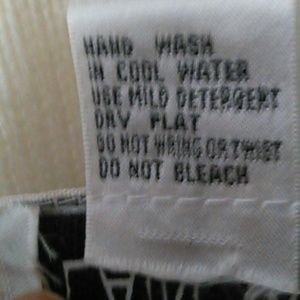 HAND WASH
IN COOL WATER
USE MILD DETERGENT
DRY FLAT
DO NOT WRING OR TWIST
DO NOT BLEACH